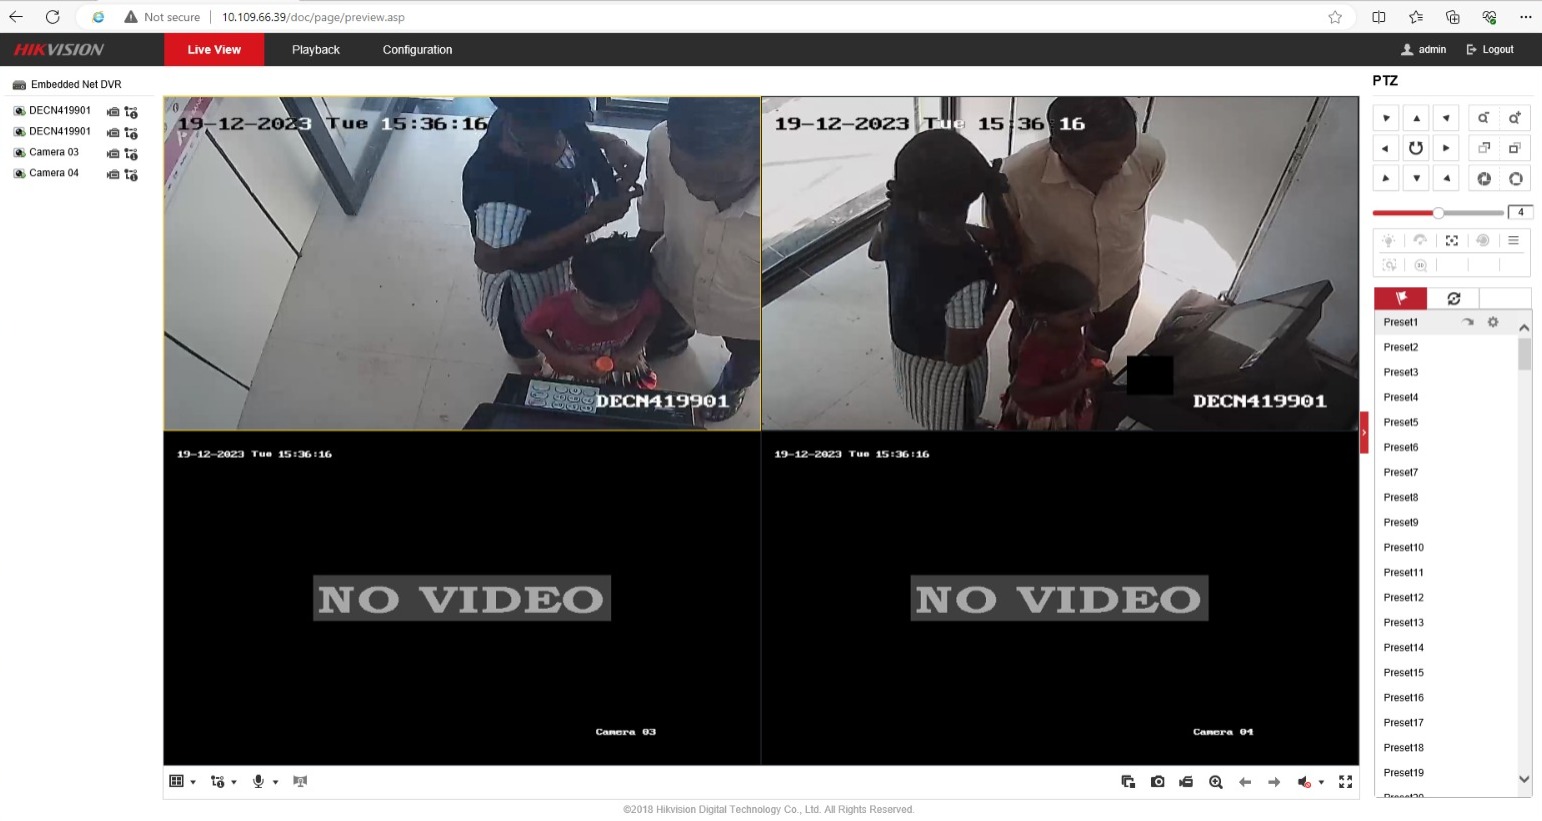 Not secure | 10.109.66.39/doc/page/preview.asp
HIKVISION
Live View
Playback
Configuration
admin
Logout
Embedded Net DVR
DECN419901
DECN419901
Camera 03
Camera 04
19-12-2023 Tue 15:36:16
DECN419901
19-12-2023 Tue 15:36:16
DECN419901
19-12-2023 Tue 15:36:16
NO VIDEO
Camera 03
19-12-2023 Tue 15:36:16
NO VIDEO
Camera 04
PTZ
4
Preset1
Preset2
Preset3
Preset4
Preset5
Preset6
Preset7
Preset8
Preset9
Preset10
Preset11
Preset12
Preset13
Preset14
Preset15
Preset16
Preset17
Preset18
Preset19
Preset20
©2018 Hikvision Digital Technology Co., Ltd. All Rights Reserved.